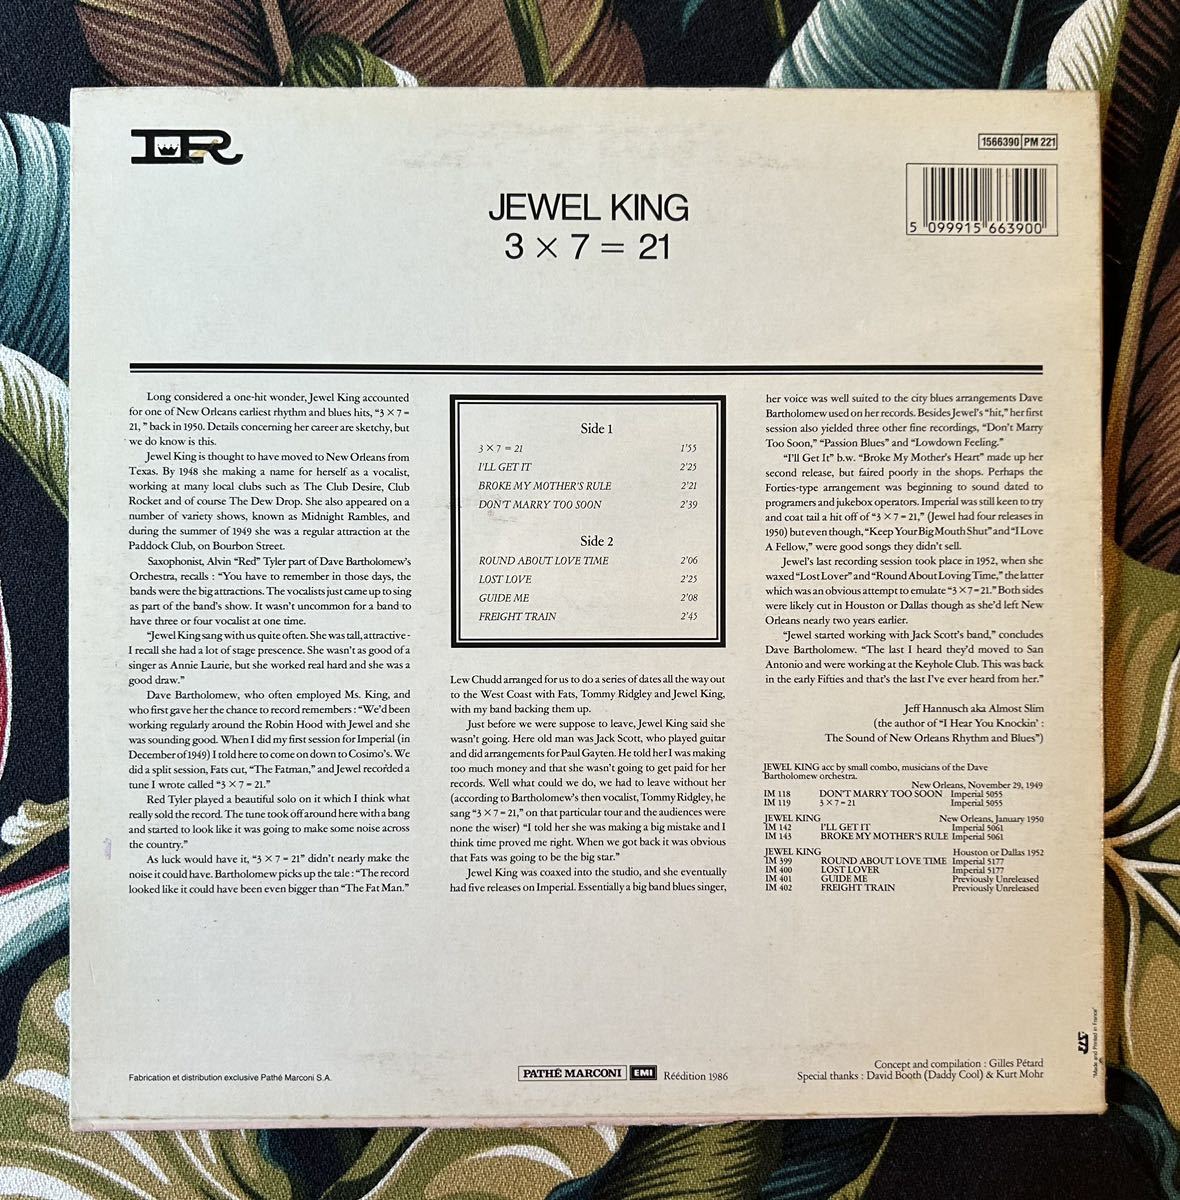 IR
1566390 PM 221
JEWEL KING
3 × 7 = 21
5 099915 663900
Long considered a one-hit wonder, Jewel King accounted
for one of New Orleans earliest rhythm and blues hits, “3 × 7 =
21, ” back in 1950. Details concerning her career are sketchy, but
we do know is this.
Jewel King is thought to have moved to New Orleans from
Texas. By 1948 she making a name for herself as a vocalist,
working at many local clubs such as The Club Desire, Club
Rocket and of course The Dew Drop. She also appeared on a
number of variety shows, known as Midnight Rambles, and
during the summer of 1949 she was a regular attraction at the
Paddock Club, on Bourbon Street.
Saxophonist, Alvin “Red” Tyler part of Dave Bartholomew's
Orchestra, recalls : “You have to remember in those days, the
bands were the big attractions. The vocalists just came up to sing
as part of the band's show. It wasn't uncommon for a band to
have three or four vocalist at one time.
“Jewel King sang with us quite often. She was tall, attractive -
I recall she had a lot of stage prescence. She wasn't as good of a
singer as Annie Laurie, but she worked real hard and she was a
good draw.”
Dave Bartholomew, who often employed Ms. King, and
who first gave her the chance to record remembers : “We'd been
working regularly around the Robin Hood with Jewel and she
was sounding good. When I did my first session for Imperial (in
December of 1949) I told here to come on down to Cosimo's. We
did a split session, Fats cut, “The Fatman,” and Jewel recorded a
tune I wrote called “3 × 7 = 21.”
Red Tyler played a beautiful solo on it which I think what
really sold the record. The tune took off around here with a bang
and started to look like it was going to make some noise across
the country.”
As luck would have it, “3 × 7 = 21” didn't nearly make the
noise it could have. Bartholomew picks up the tale : “The record
looked like it could have been even bigger than “The Fat Man.”
Side 1
3 × 7 = 21 1'55
I'LL GET IT 2'25
BROKE MY MOTHER'S RULE 2'21
DON'T MARRY TOO SOON 2'39
Side 2
ROUND ABOUT LOVE TIME 2'06
LOST LOVE 2'25
GUIDE ME 2'08
FREIGHT TRAIN 2'45
Lew Chudd arranged for us to do a series of dates all the way out
to the West Coast with Fats, Tommy Ridgley and Jewel King,
with my band backing them up.
Just before we were suppose to leave, Jewel King said she
wasn't going. Here old man was Jack Scott, who played guitar
and did arrangements for Paul Gayten. He told her I was making
too much money and that she wasn't going to get paid for her
records. Well what could we do, we had to leave without her
(according to Bartholomew's then vocalist, Tommy Ridgley, he
sang “3 × 7 = 21,” on that particular tour and the audiences were
none the wiser) “I told her she was making a big mistake and I
think time proved me right. When we got back it was obvious
that Fats was going to be the big star.”
Jewel King was coaxed into the studio, and she eventually
had five releases on Imperial. Essentially a big band blues singer,
her voice was well suited to the city blues arrangements Dave
Bartholomew used on her records. Besides Jewel's “hit,” her first
session also yielded three other fine recordings, “Don't Marry
Too Soon,” “Passion Blues” and “Lowdown Feeling.”
“I'll Get It” b.w. “Broke My Mother's Heart” made up her
second release, but faired poorly in the shops. Perhaps the
Forties-type arrangement was beginning to sound dated to
programers and jukebox operators. Imperial was still keen to try
and coat tail a hit off of “3 × 7 = 21,” (Jewel had four releases in
1950) but even though, “Keep Your Big Mouth Shut” and “I Love
A Fellow,” were good songs they didn't sell.
Jewel's last recording session took place in 1952, when she
waxed “Lost Lover” and “Round About Loving Time,” the latter
which was an obvious attempt to emulate “3 × 7 = 21.” Both sides
were likely cut in Houston or Dallas though as she'd left New
Orleans nearly two years earlier.
“Jewel started working with Jack Scott's band,” concludes
Dave Bartholomew. “The last I heard they'd moved to San
Antonio and were working at the Keyhole Club. This was back
in the early Fifties and that's the last I've ever heard from her.”
Jeff Hannusch aka Almost Slim
(the author of “I Hear You Knockin' :
The Sound of New Orleans Rhythm and Blues”)
JEWEL KING acc by small combo, musicians of the Dave
Bartholomew orchestra.
New Orleans, November 29, 1949
IM 118 DON'T MARRY TOO SOON Imperial 5055
IM 119 3 × 7 = 21 Imperial 5055
JEWEL KING New Orleans, January 1950
IM 142 I'LL GET IT Imperial 5061
IM 143 BROKE MY MOTHER'S RULE Imperial 5061
JEWEL KING Houston or Dallas 1952
IM 399 ROUND ABOUT LOVE TIME Imperial 5177
IM 400 LOST LOVER Imperial 5177
IM 401 GUIDE ME Previously Unreleased
IM 402 FREIGHT TRAIN Previously Unreleased
Fabrication et distribution exclusive Pathé Marconi S.A.
PATHÉ MARCONI EMI Réédition 1986
Concept and compilation : Gilles Pétard
Special thanks : David Booth (Daddy Cool) & Kurt Mohr
"Made and Printed in France"